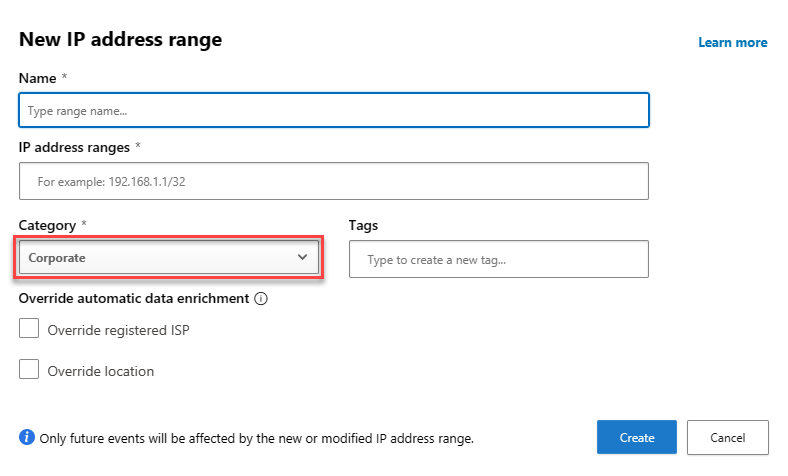 New IP address range
Learn more
Name *
Type range name...
IP address ranges *
For example: 192.168.1.1/32
Category *
Tags
Corporate
Type to create a new tag...
Override automatic data enrichment
Override registered ISP
Override location
Only future events will be affected by the new or modified IP address range.
Create
Cancel